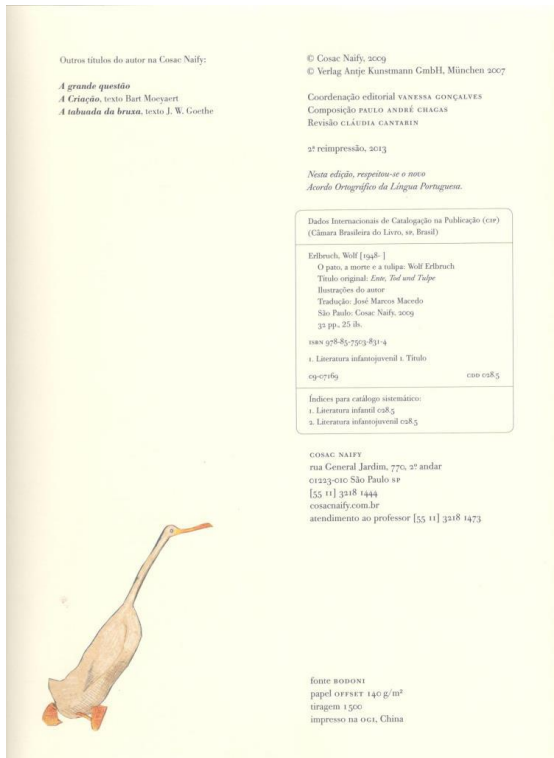 Outros títulos do autor na Cosac Naify:
A grande questão
A Criação, texto Bart Moeyaert
A tabuada da bruxa, texto J. W. Goethe
© Cosac Naify, 2009
© Verlag Antje Kunstmann GmbH, München 2007
Coordenação editorial VANESSA GONÇALVES
Composição PAULO ANDRÉ CHAGAS
Revisão CLÁUDIA CANTARIN
2ª reimpressão, 2013
Nesta edição, respeitou-se o novo
Acordo Ortográfico da Língua Portuguesa.
Dados Internacionais de Catalogação na Publicação (CIP)
(Câmara Brasileira do Livro, SP, Brasil)
Erlbruch, Wolf [1948- ]
O pato, a morte e a tulipa: Wolf Erlbruch
Título original: Ente, Tod und Tulpe
Ilustrações do autor
Tradução: José Marcos Macedo
São Paulo: Cosac Naify, 2009
32 pp., 25 ils.
ISBN 978-85-7503-831-4
1. Literatura infantojuvenil I. Título
09-07169 CDD 028.5
Índices para catálogo sistemático:
1. Literatura infantil 028.5
2. Literatura infantojuvenil 028.5
COSAC NAIFY
rua General Jardim, 770, 2º andar
01223-010 São Paulo SP
[55 11] 3218 1444
cosacnaify.com.br
atendimento ao professor [55 11] 3218 1473
fonte BODONI
papel OFFSET 140 g/m²
tiragem 1500
impresso na OGI, China